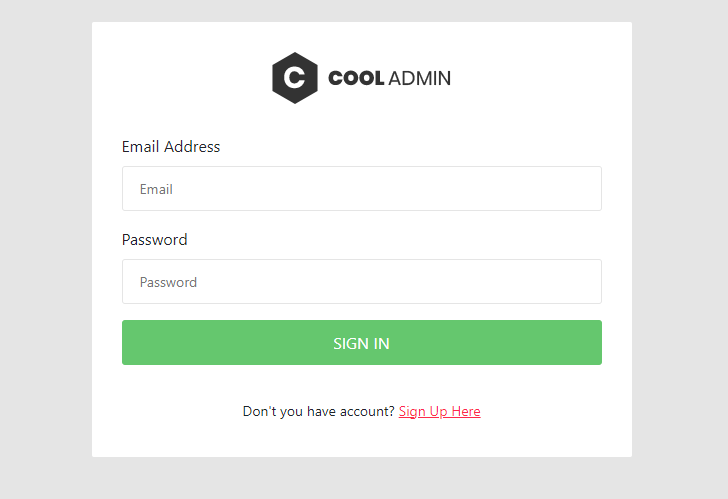 C COOL ADMIN
Email Address
Email
Password
Password
SIGN IN
Don't you have account? Sign Up Here